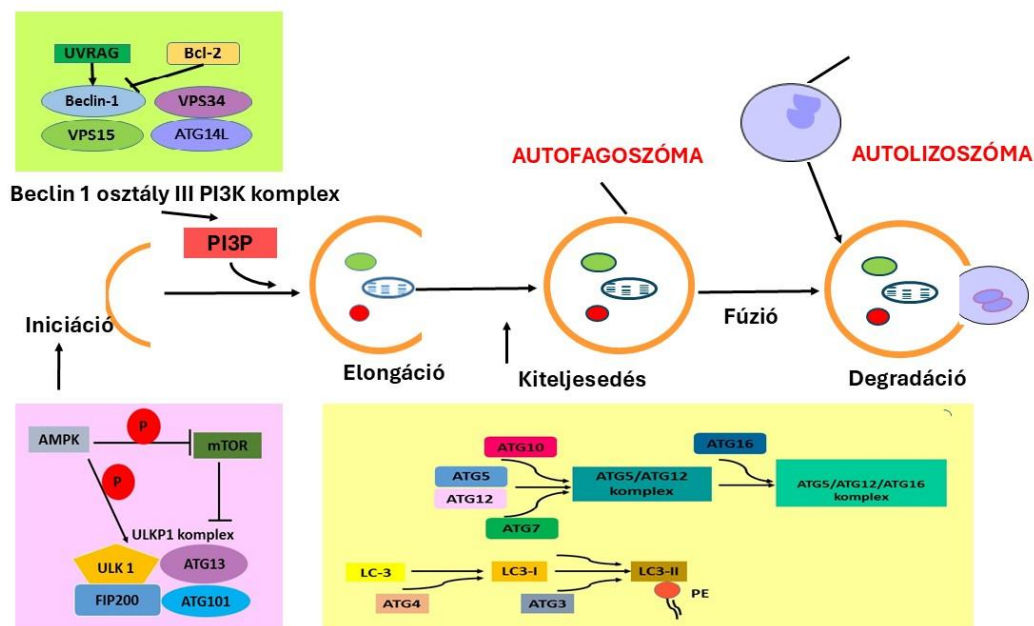 UVRAG
Bcl-2
Beclin-1
VPS34
VPS15
ATG14L
Beclin 1 osztály III PI3K komplex
PI3P
AUTOFAGOSZÓMA
AUTOLIZOSZÓMA
Iniciáció
Elongáció
Kiteljesedés
Fúzió
Degradáció
AMPK
P
mTOR
P
ULKP1 komplex
ULK 1
ATG13
FIP200
ATG101
ATG10
ATG16
ATG5
ATG12
ATG5/ATG12
komplex
ATG5/ATG12/ATG16
komplex
ATG7
LC-3
LC3-I
LC3-II
ATG4
ATG3
PE